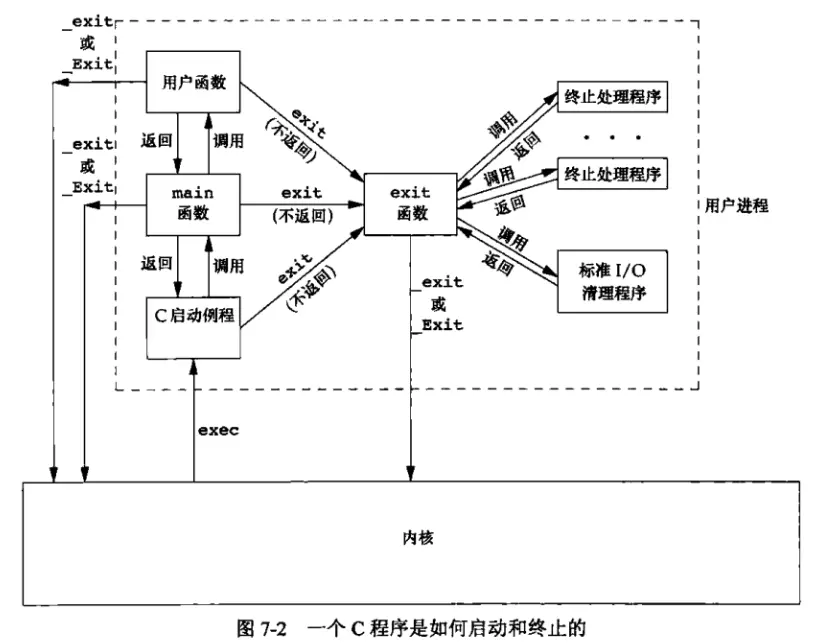 _exit
或
_Exit
用户函数
exit
(不返回)
调用
返回
终止处理程序
. . .
_exit
或
_Exit
返回
调用
main
函数
exit
(不返回)
exit
函数
调用
返回
终止处理程序
用户进程
返回
调用
exit
(不返回)
调用
返回
标准 I/O
清理程序
C启动例程
_exit
或
_Exit
exec
内核
图 7-2 一个 C 程序是如何启动和终止的